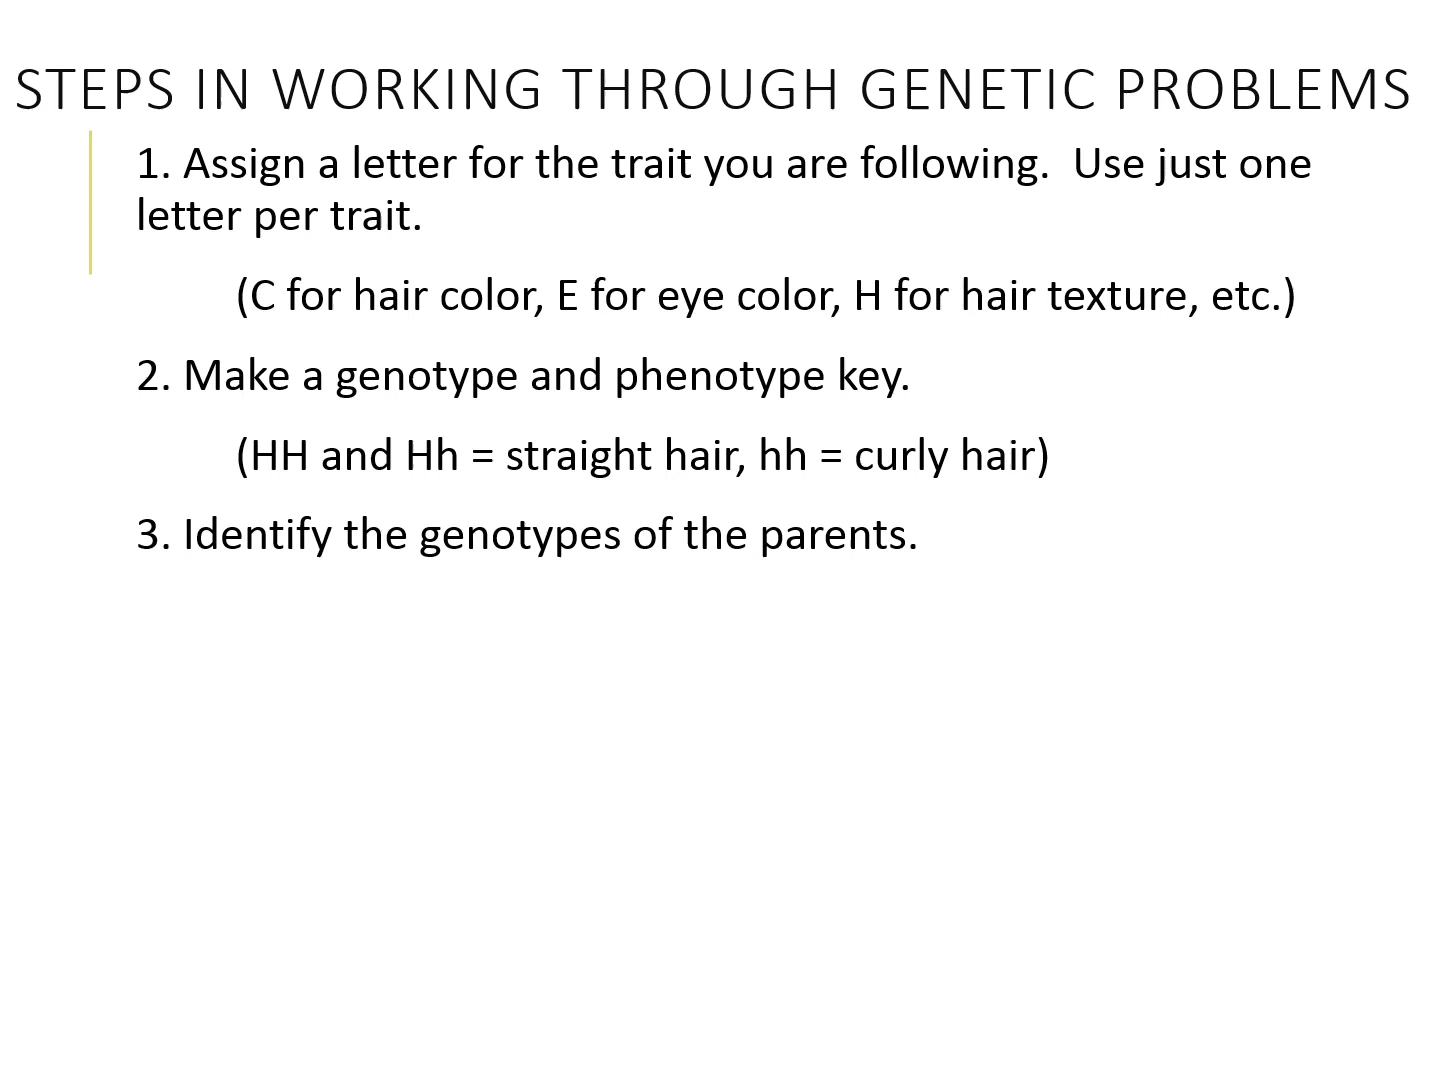 STEPS IN WORKING THROUGH GENETIC PROBLEMS
1. Assign a letter for the trait you are following.  Use just one
letter per trait.
(C for hair color, E for eye color, H for hair texture, etc.)
2. Make a genotype and phenotype key.
(HH and Hh = straight hair, hh = curly hair)
3. Identify the genotypes of the parents.